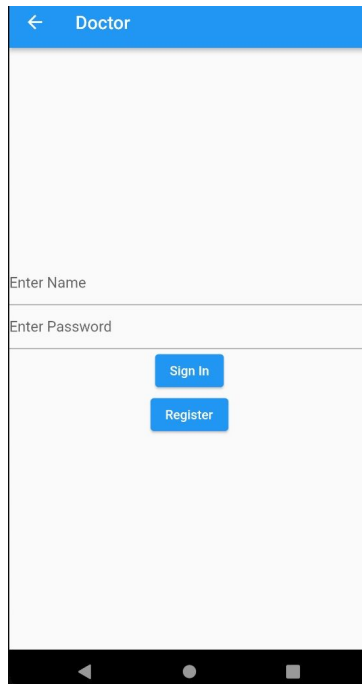 Doctor
Enter Name
Enter Password
Sign In
Register